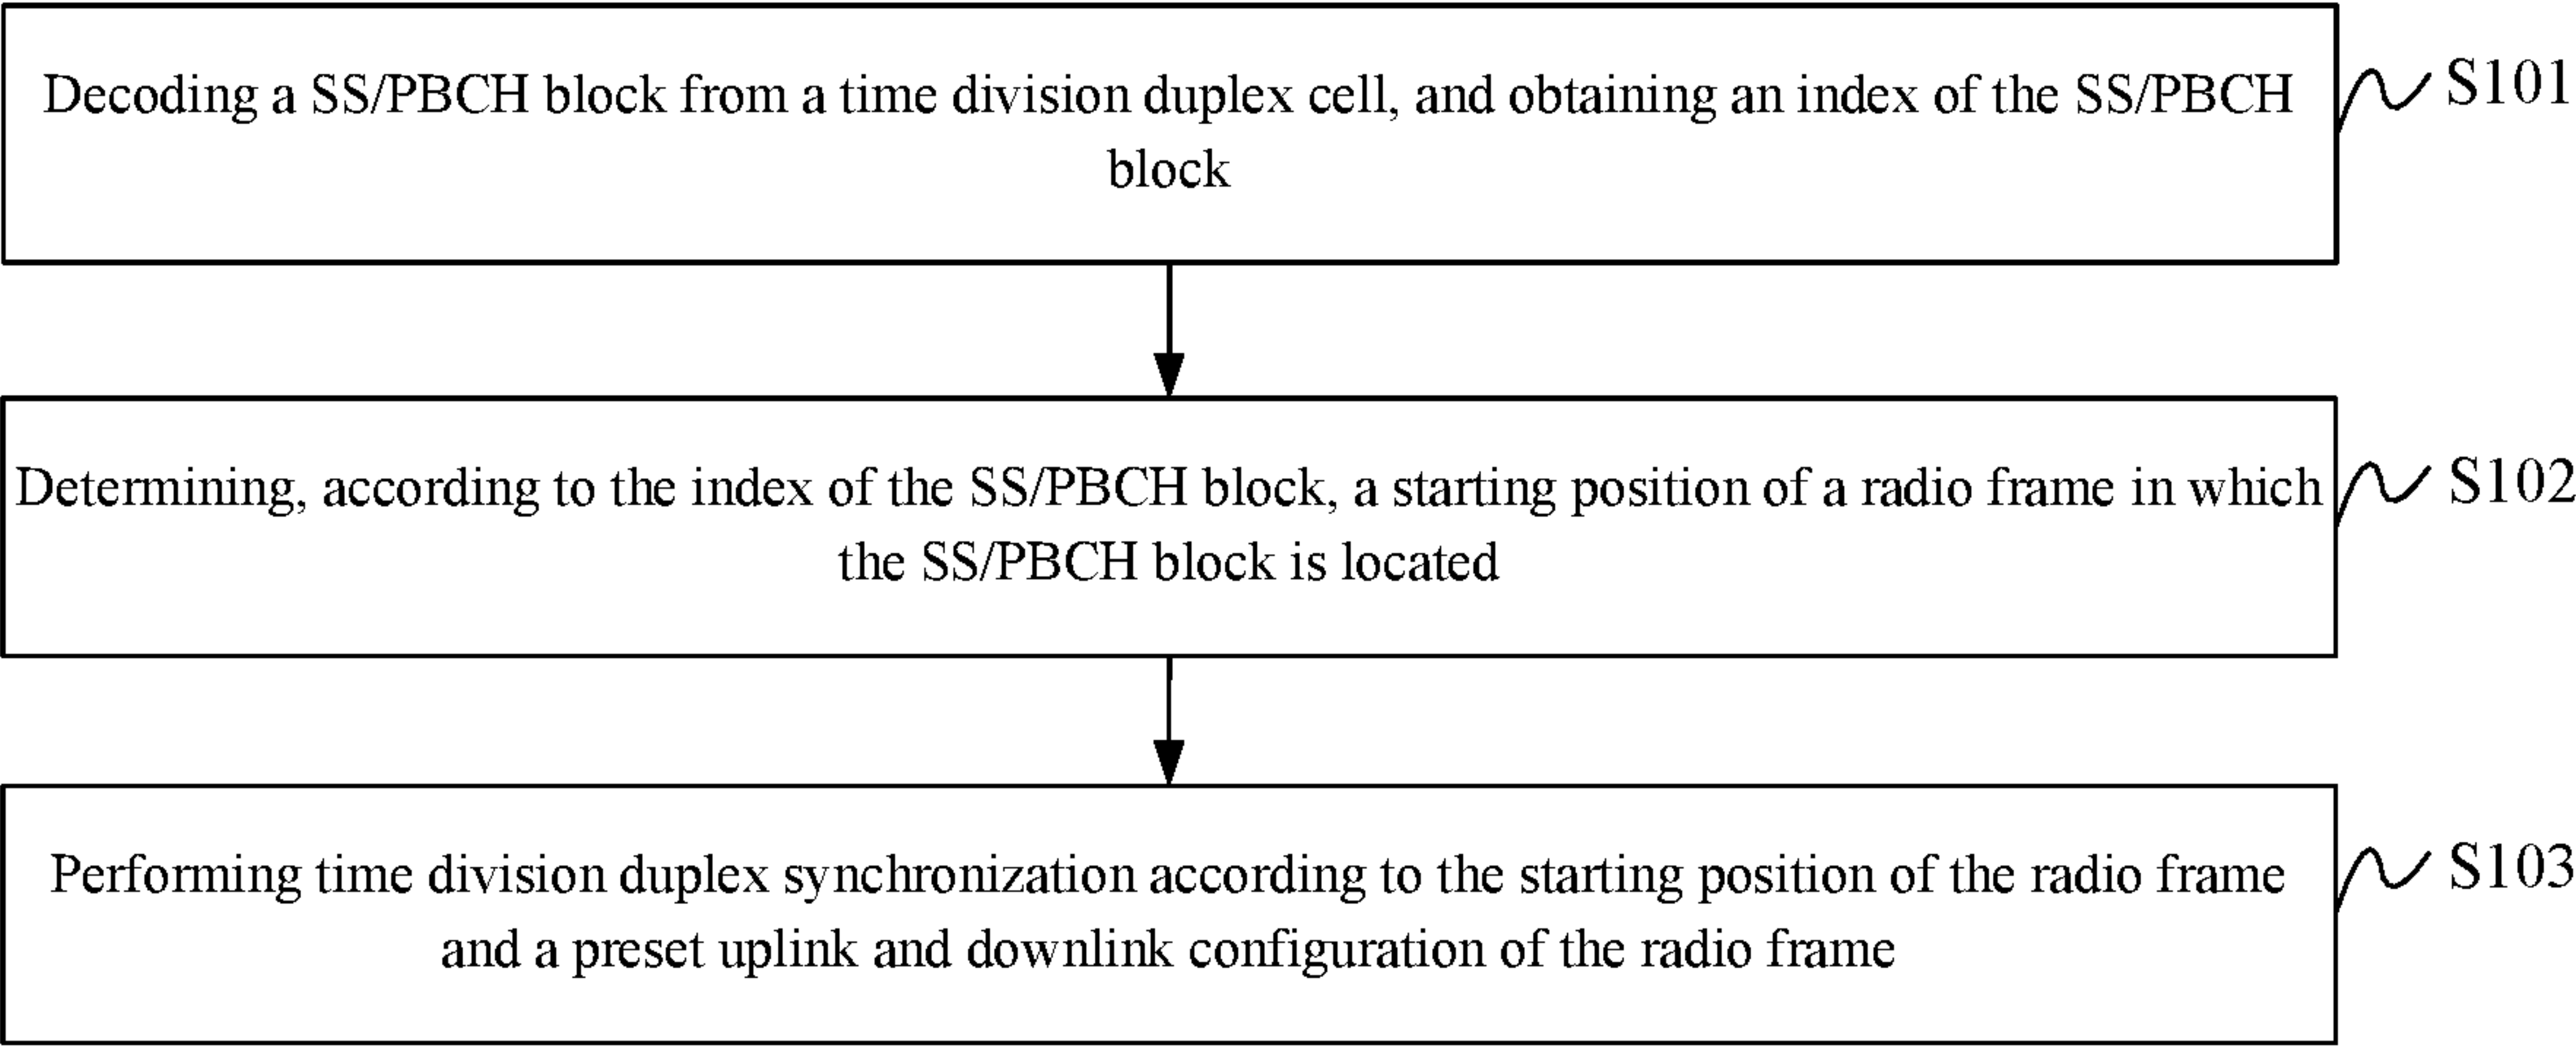 Decoding a SS/PBCH block from a time division duplex cell, and obtaining an index of the SS/PBCH
block
S101
Determining, according to the index of the SS/PBCH block, a starting position of a radio frame in which
the SS/PBCH block is located
S102
Performing time division duplex synchronization according to the starting position of the radio frame
and a preset uplink and downlink configuration of the radio frame
S103